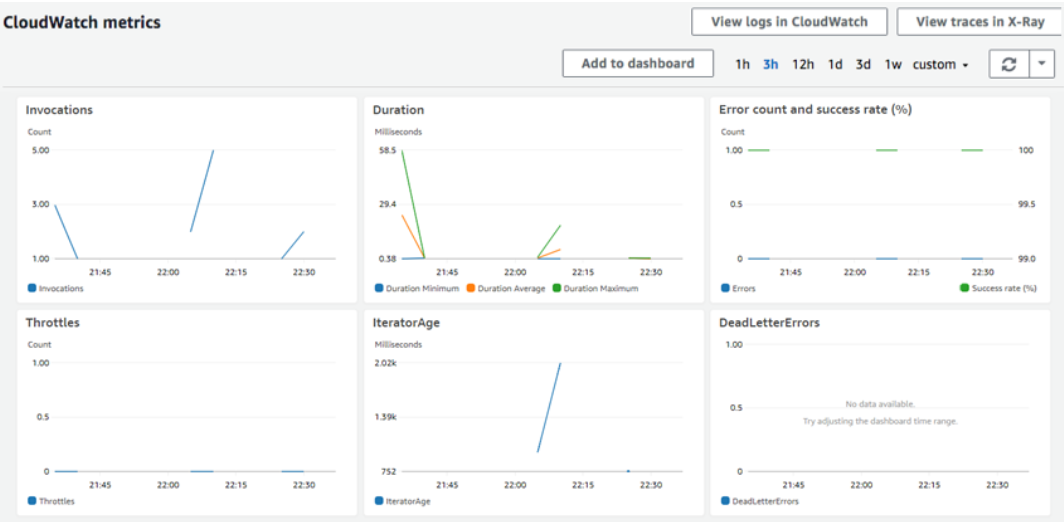 CloudWatch metrics
View logs in CloudWatch
View traces in X-Ray
Add to dashboard
1h 3h 12h 1d 3d 1w custom
Invocations
Count
5.00
3.00
1.00
21:45 22:00 22:15 22:30
Invocations
Duration
Milliseconds
58.5
29.4
0.38
21:45 22:00 22:15 22:30
Duration Minimum Duration Average Duration Maximum
Error count and success rate (%)
Count
1.00 100
0.5 99.5
0 99.0
21:45 22:00 22:15 22:30
Errors Success rate (%)
Throttles
Count
1.00
0.5
0
21:45 22:00 22:15 22:30
Throttles
IteratorAge
Milliseconds
2.02k
1.39k
752
21:45 22:00 22:15 22:30
IteratorAge
DeadLetterErrors
1.00
0.5
0
No data available.
Try adjusting the dashboard time range.
21:45 22:00 22:15 22:30
DeadLetterErrors